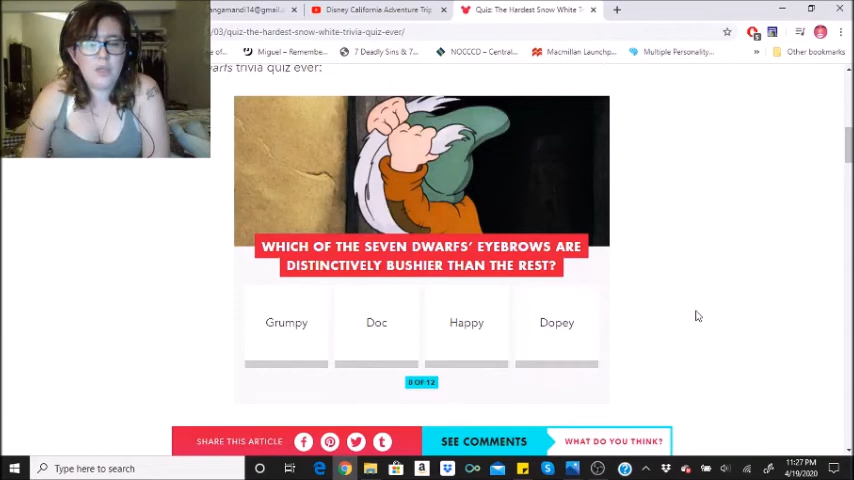 angamandi14@gmail.
Disney California Adventure Trip
Quiz: The Hardest Snow White T
/03/quiz-the-hardest-snow-white-trivia-quiz-ever/
Miguel – Rememb...
7 Deadly Sins & 7...
NOCCCD – Central...
Macmillan Launchp...
Multiple Personality...
Other bookmarks
trivia quiz ever:
WHICH OF THE SEVEN DWARFS' EYEBROWS ARE
DISTINCTIVELY BUSHIER THAN THE REST?
Grumpy Doc Happy Dopey
0 OF 12
SHARE THIS ARTICLE
SEE COMMENTS
WHAT DO YOU THINK?
Type here to search
11:27 PM
4/19/2020